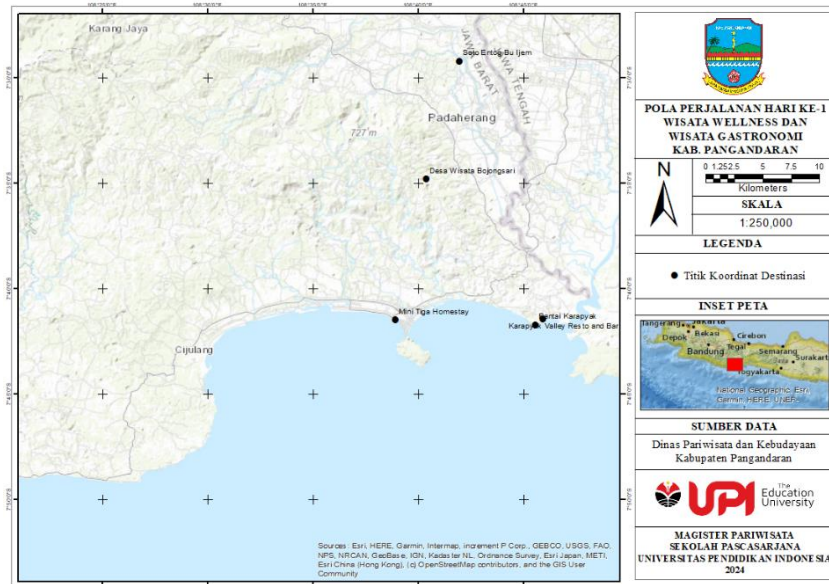 Karang Jaya
Soto Entog Bu Ijem
JAWA BARAT
JAWA TENGAH
Padaherang
727 m
Desa Wisata Bojongsari
Mini Tiga Homestay
Pantai Karapyak
Karapyak Valley Resto and Bar
Cijulang
Sources: Esri, HERE, Garmin, Intermap, increment P Corp., GEBCO, USGS, FAO,
NPS, NRCAN, GeoBase, IGN, Kadaster NL, Ordnance Survey, Esri Japan, METI,
Esri China (Hong Kong), (c) OpenStreetMap contributors, and the GIS User
Community
POLA PERJALANAN HARI KE-1
WISATA WELLNESS DAN
WISATA GASTRONOMI
KAB. PANGANDARAN
N
0 1.252.5 5 7.5 10
Kilometers
SKALA
1:250,000
LEGENDA
Titik Koordinat Destinasi
INSET PETA
Tangerang
Jakarta
Depok
Bekasi
Cirebon
Bandung
Tegal
Semarang
Surakarta
Yogyakarta
National Geographic, Esri,
Garmin, HERE, UNEP
SUMBER DATA
Dinas Pariwisata dan Kebudayaan
Kabupaten Pangandaran
UPI
The
Education
University
MAGISTER PARIWISATA
SEKOLAH PASCASARJANA
UNIVERSITAS PENDIDIKAN INDONESIA
2024